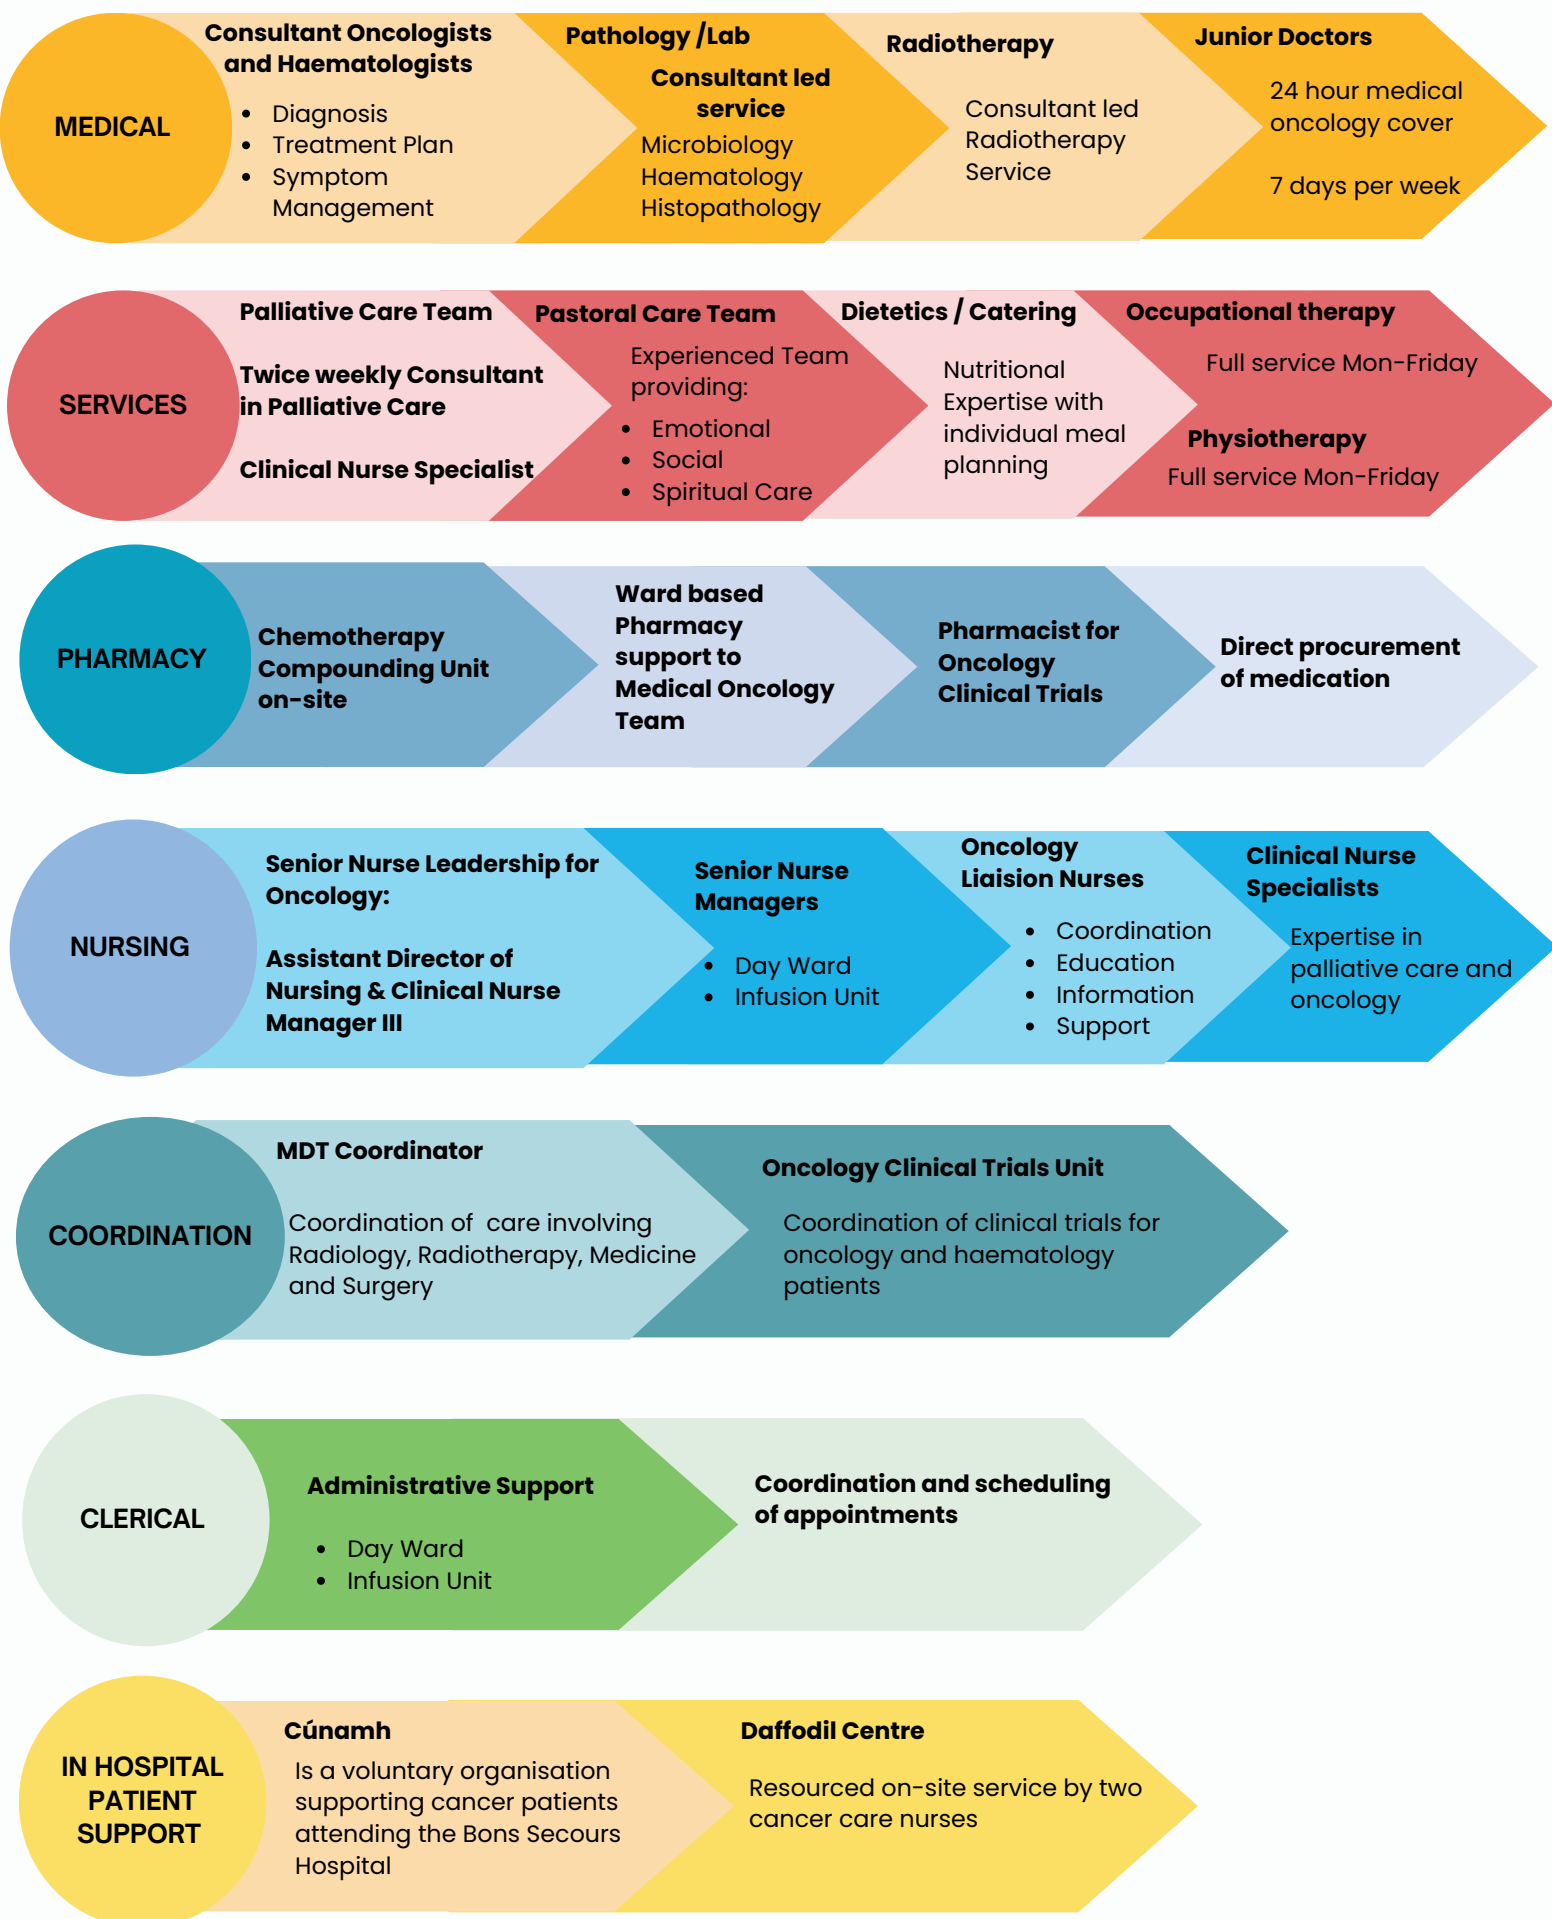 MEDICAL
Consultant Oncologists
and Haematologists
• Diagnosis
• Treatment Plan
• Symptom
Management
Pathology /Lab
Consultant led
service
Microbiology
Haematology
Histopathology
Radiotherapy
Consultant led
Radiotherapy
Service
Junior Doctors
24 hour medical
oncology cover
7 days per week
SERVICES
Palliative Care Team
Twice weekly Consultant
in Palliative Care
Clinical Nurse Specialist
Pastoral Care Team
Experienced Team
providing:
• Emotional
• Social
• Spiritual Care
Dietetics / Catering
Nutritional
Expertise with
individual meal
planning
Occupational therapy
Full service Mon-Friday
Physiotherapy
Full service Mon-Friday
PHARMACY
Chemotherapy
Compounding Unit
on-site
Ward based
Pharmacy
support to
Medical Oncology
Team
Pharmacist for
Oncology
Clinical Trials
Direct procurement
of medication
NURSING
Senior Nurse Leadership for
Oncology:
Assistant Director of
Nursing & Clinical Nurse
Manager III
Senior Nurse
Managers
• Day Ward
• Infusion Unit
Oncology
Liaision Nurses
• Coordination
• Education
• Information
• Support
Clinical Nurse
Specialists
Expertise in
palliative care and
oncology
COORDINATION
MDT Coordinator
Coordination of care involving
Radiology, Radiotherapy, Medicine
and Surgery
Oncology Clinical Trials Unit
Coordination of clinical trials for
oncology and haematology
patients
CLERICAL
Administrative Support
• Day Ward
• Infusion Unit
Coordination and scheduling
of appointments
IN HOSPITAL
PATIENT
SUPPORT
Cúnamh
Is a voluntary organisation
supporting cancer patients
attending the Bons Secours
Hospital
Daffodil Centre
Resourced on-site service by two
cancer care nurses